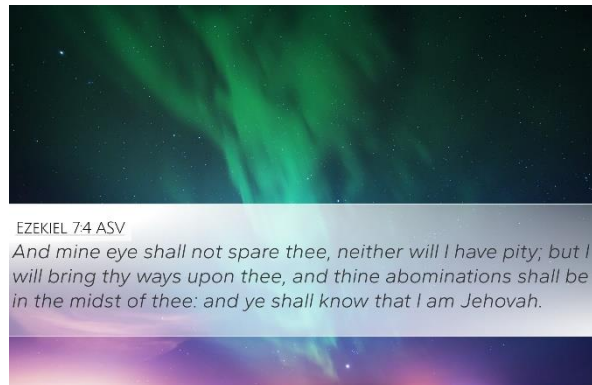 EZEKIEL 7:4 ASV
And mine eye shall not spare thee, neither will I have pity; but I
will bring thy ways upon thee, and thine abominations shall be
in the midst of thee: and ye shall know that I am Jehovah.